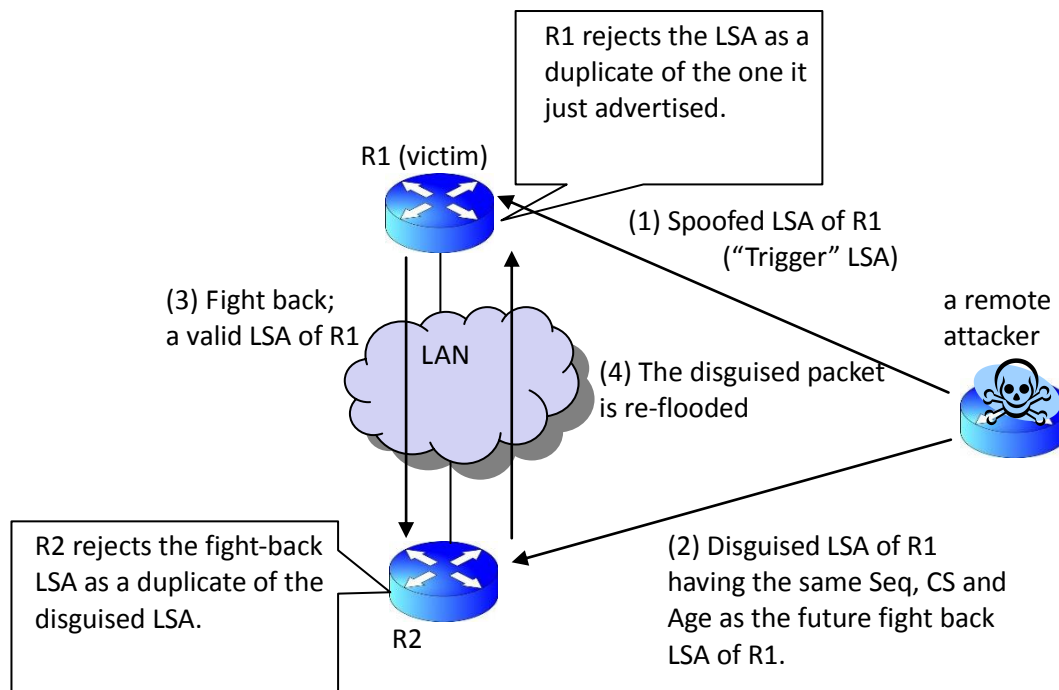 R1 rejects the LSA as a
duplicate of the one it
just advertised.
R1 (victim)
(1) Spoofed LSA of R1
(“Trigger” LSA)
(3) Fight back;
a valid LSA of R1
a remote
attacker
LAN
(4) The disguised packet
is re-flooded
R2 rejects the fight-back
LSA as a duplicate of the
disguised LSA.
R2
(2) Disguised LSA of R1
having the same Seq, CS and
Age as the future fight back
LSA of R1.